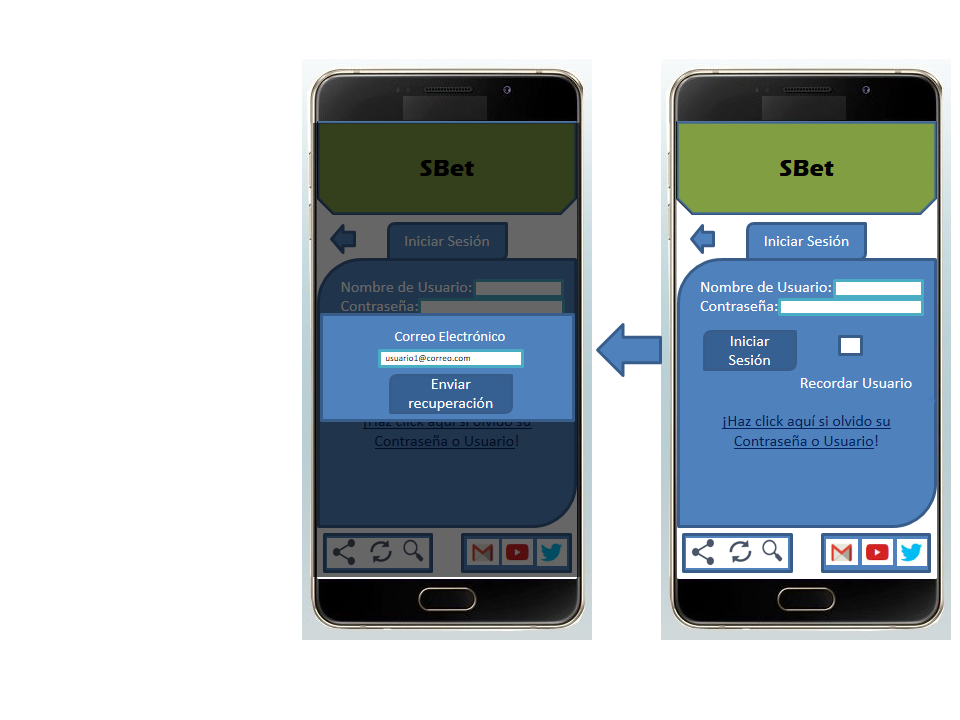 SBet
Iniciar Sesión
Nombre de Usuario:
Contraseña:
Correo Electrónico
usuario1@correo.com
Enviar
recuperación
¡Haz click aquí si olvido su
Contraseña o Usuario!
SBet
Iniciar Sesión
Nombre de Usuario:
Contraseña:
Iniciar
Sesión
Recordar Usuario
¡Haz click aquí si olvido su
Contraseña o Usuario!